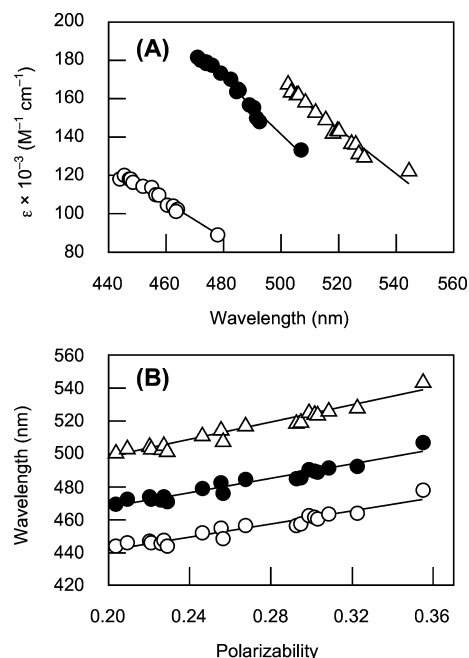 200
180
160
140
120
100
80
(A)
ε × 10⁻³ (M⁻¹ cm⁻¹)
440 460 480 500 520 540 560
Wavelength (nm)
560
540
520
500
480
460
420
(B)
Wavelength (nm)
0.20 0.24 0.28 0.32 0.36
Polarizability